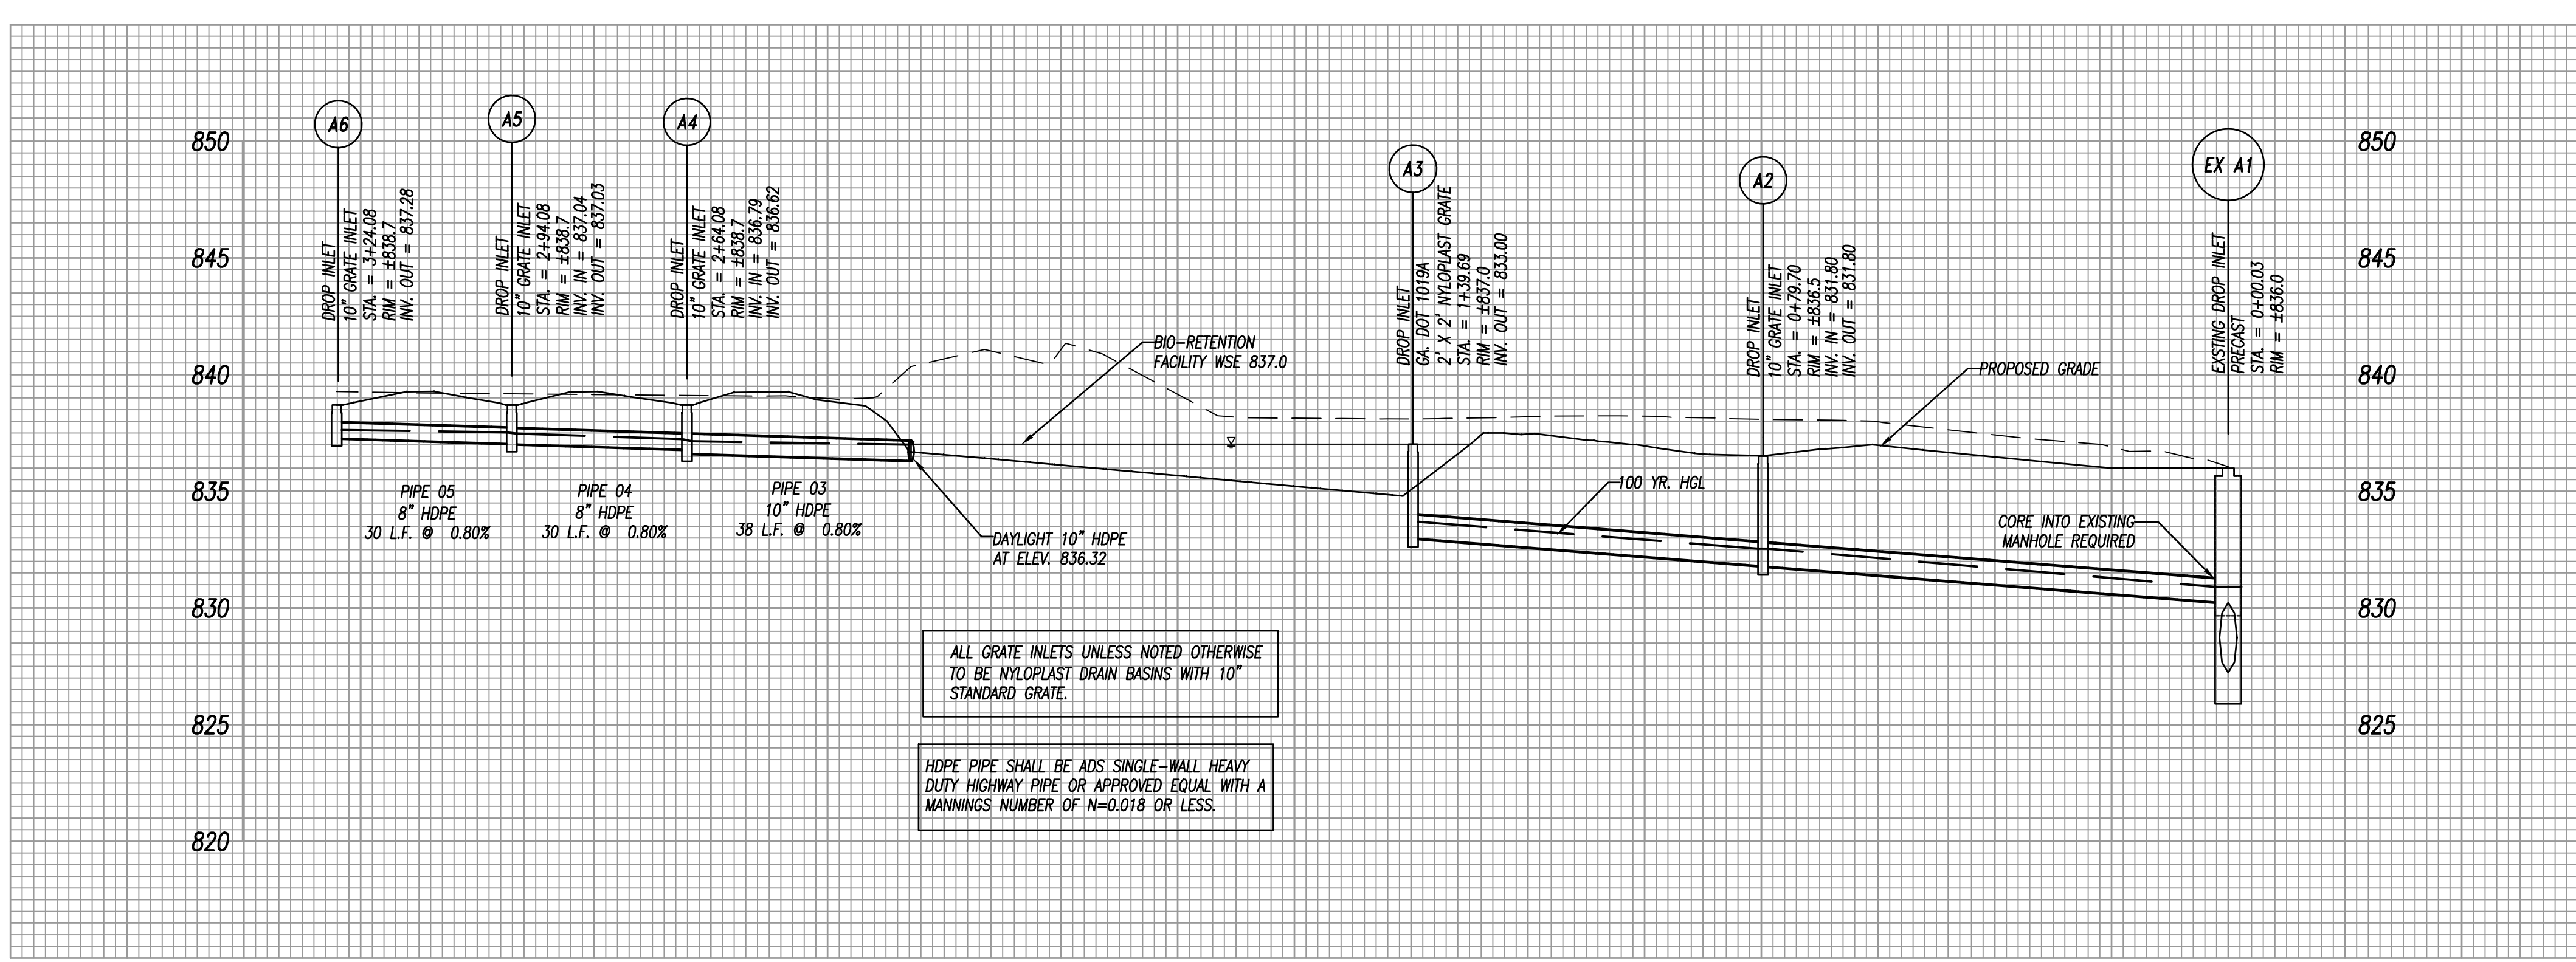 A6
A5
A4
A3
A2
EX A1
850
845
840
835
830
825
820
DROP INLET
10" GRATE INLET
STA. = 3+24.08
RIM = ±838.7
INV. OUT = 837.28
DROP INLET
10" GRATE INLET
STA. = 2+94.08
RIM = ±838.7
INV. IN = 837.04
INV. OUT = 837.03
DROP INLET
10" GRATE INLET
STA. = 2+64.08
RIM = ±838.7
INV. IN = 836.79
INV. OUT = 836.62
BIO-RETENTION
FACILITY WSE 837.0
DROP INLET
GA. DOT 1019A
2' X 2' NYLOPLAST GRATE
STA. = 1+39.69
RIM = ±837.0
INV. OUT = 833.00
DROP INLET
10" GRATE INLET
STA. = 0+79.70
RIM = ±836.5
INV. IN = 831.80
INV. OUT = 831.80
PROPOSED GRADE
EXSTING DROP INLET
PRECAST
STA. = 0+00.03
RIM = ±836.0
850
845
840
835
830
825
PIPE 05
8" HDPE
30 L.F. @ 0.80%
PIPE 04
8" HDPE
30 L.F. @ 0.80%
PIPE 03
10" HDPE
38 L.F. @ 0.80%
DAYLIGHT 10" HDPE
AT ELEV. 836.32
100 YR. HGL
CORE INTO EXISTING
MANHOLE REQUIRED
ALL GRATE INLETS UNLESS NOTED OTHERWISE
TO BE NYLOPLAST DRAIN BASINS WITH 10"
STANDARD GRATE.
HDPE PIPE SHALL BE ADS SINGLE-WALL HEAVY
DUTY HIGHWAY PIPE OR APPROVED EQUAL WITH A
MANNINGS NUMBER OF N=0.018 OR LESS.